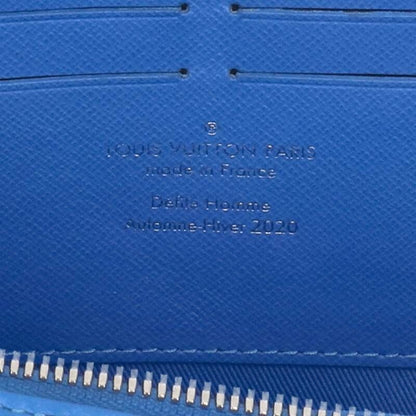 ®
LOUIS VUITTON PARIS
made in France
Défilé Homme
Automne-Hiver 2020